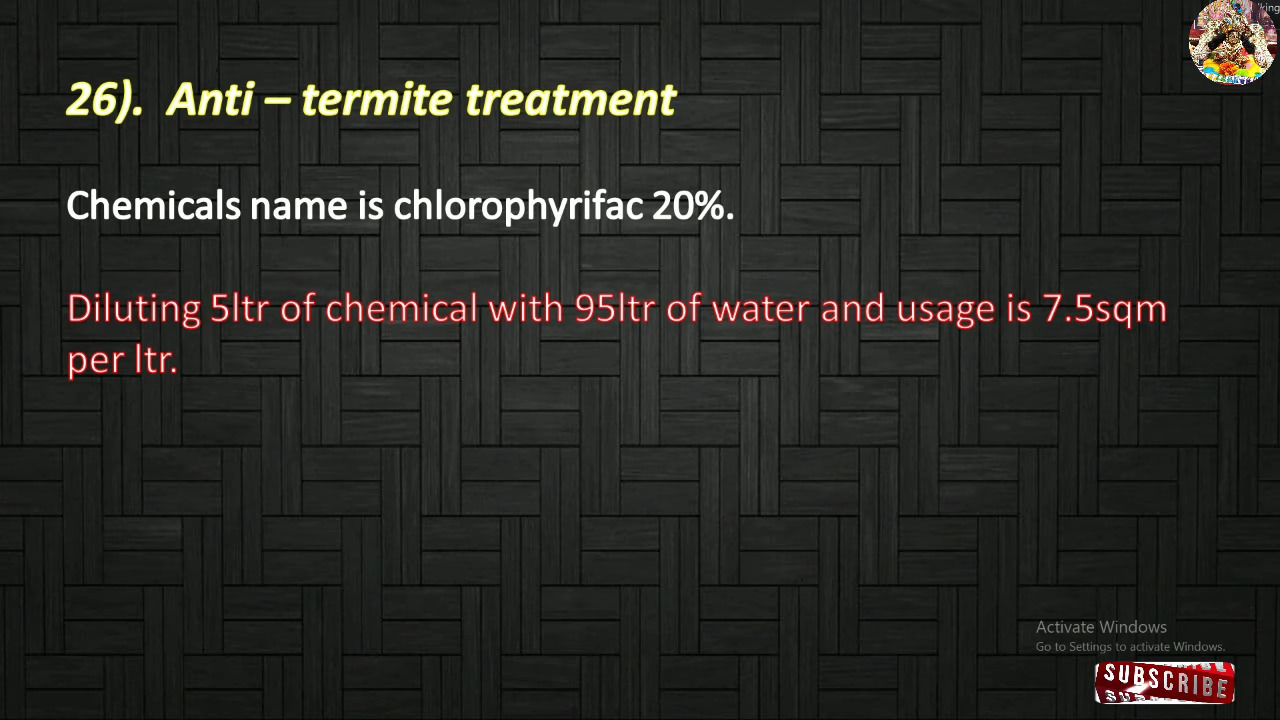 26). Anti – termite treatment
Chemicals name is chlorophyrifac 20%.
Diluting 5ltr of chemical with 95ltr of water and usage is 7.5sqm
per ltr.
Activate Windows
Go to Settings to activate Windows.
SUBSCRIBE